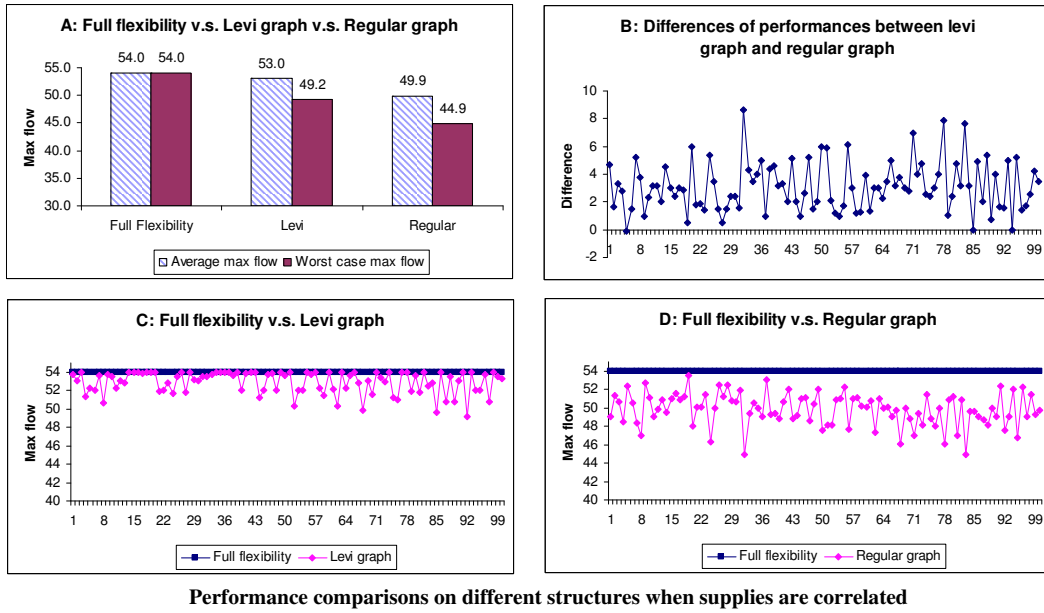 A: Full flexibility v.s. Levi graph v.s. Regular graph
Max flow
55.0
50.0
45.0
40.0
35.0
30.0
54.0 54.0
53.0
49.2
49.9
44.9
Full Flexibility Levi Regular
Average max flow Worst case max flow
B: Differences of performances between levi
graph and regular graph
Difference
10
8
6
4
2
0
-2
1 8 15 22 29 36 43 50 57 64 71 78 85 92 99
C: Full flexibility v.s. Levi graph
Max flow
54
52
50
48
46
44
42
40
1 8 15 22 29 36 43 50 57 64 71 78 85 92 99
Full flexibility Levi graph
D: Full flexibility v.s. Regular graph
Max flow
54
52
50
48
46
44
42
40
1 8 15 22 29 36 43 50 57 64 71 78 85 92 99
Full flexibility Regular graph
Performance comparisons on different structures when supplies are correlated